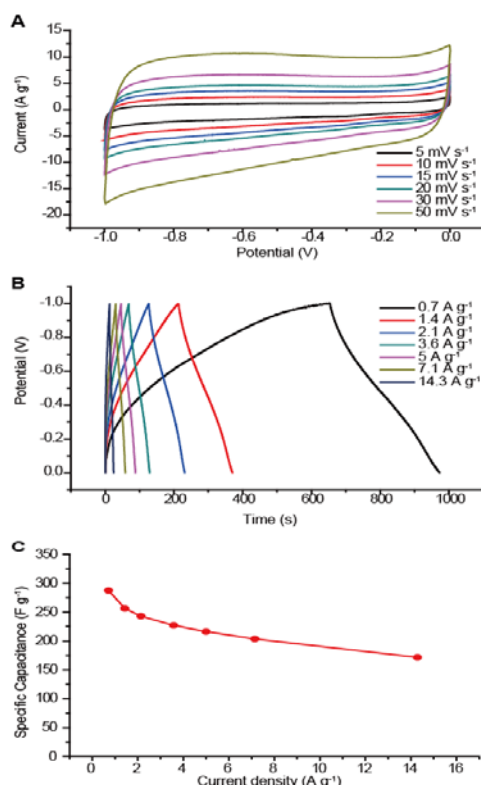 A
Current (A g⁻¹)
15
10
5
0
-5
-10
-15
-20
5 mV s⁻¹
10 mV s⁻¹
15 mV s⁻¹
20 mV s⁻¹
30 mV s⁻¹
50 mV s⁻¹
-1.0 -0.8 -0.6 -0.4 -0.2 0.0
Potential (V)
B
Potential (V)
-1.0
-0.8
-0.6
-0.4
-0.2
0.0
0.7 A g⁻¹
1.4 A g⁻¹
2.1 A g⁻¹
3.6 A g⁻¹
5 A g⁻¹
7.1 A g⁻¹
14.3 A g⁻¹
0 200 400 600 800 1000
Time (s)
C
Specific Capacitance (F g⁻¹)
350
300
250
200
150
100
50
0
0 2 4 6 8 10 12 14 16
Current density (A g⁻¹)